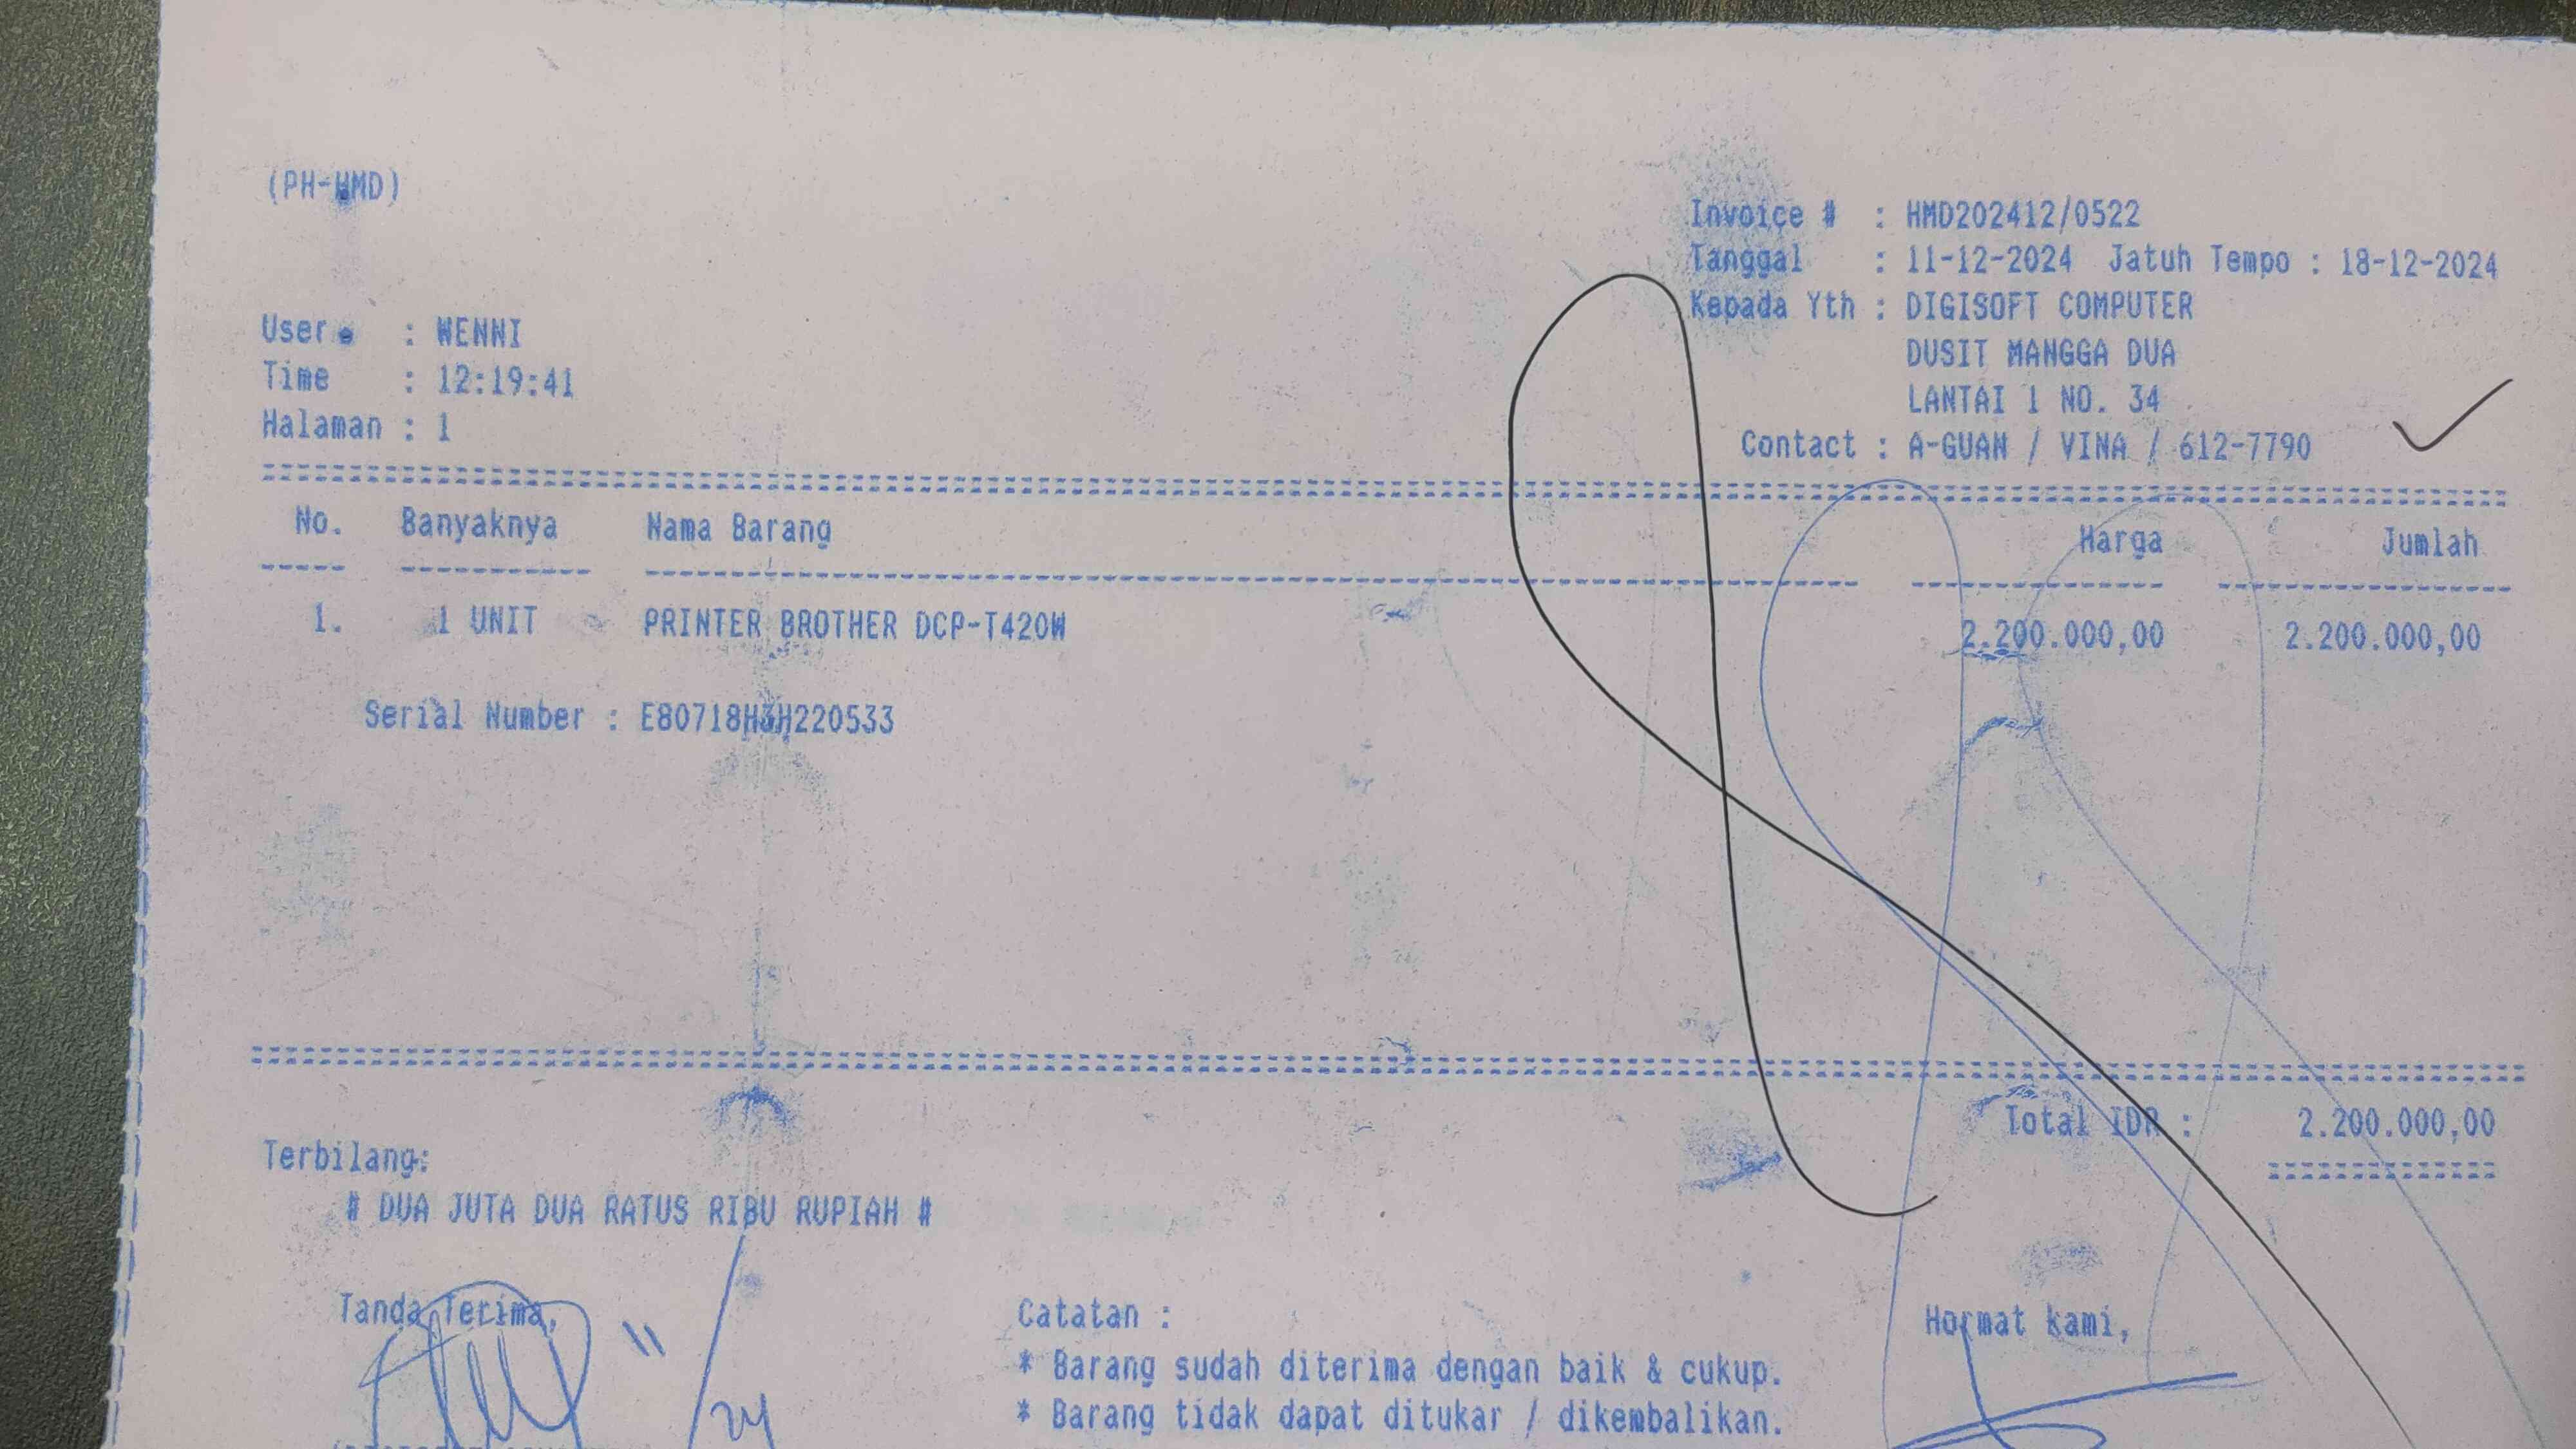 (PH-HMD)
Invoice # : HMD202412/0522
Tanggal : 11-12-2024 Jatuh Tempo : 18-12-2024
Kepada Yth : DIGISOFT COMPUTER
DUSIT MANGGA DUA
LANTAI 1 NO. 34
Contact : A-GUAN / VINA / 612-7790
User : WENNI
Time : 12:19:41
Halaman : 1
No. Banyaknya Nama Barang Harga Jumlah
1. 1 UNIT PRINTER BROTHER DCP-T420W 2.200.000,00 2.200.000,00
Serial Number : E80718H3H220533
Total IDR : 2.200.000,00
Terbilang:
# DUA JUTA DUA RATUS RIBU RUPIAH #
Tanda Terima,
Catatan :
* Barang sudah diterima dengan baik & cukup.
* Barang tidak dapat ditukar / dikembalikan.
Hormat kami,